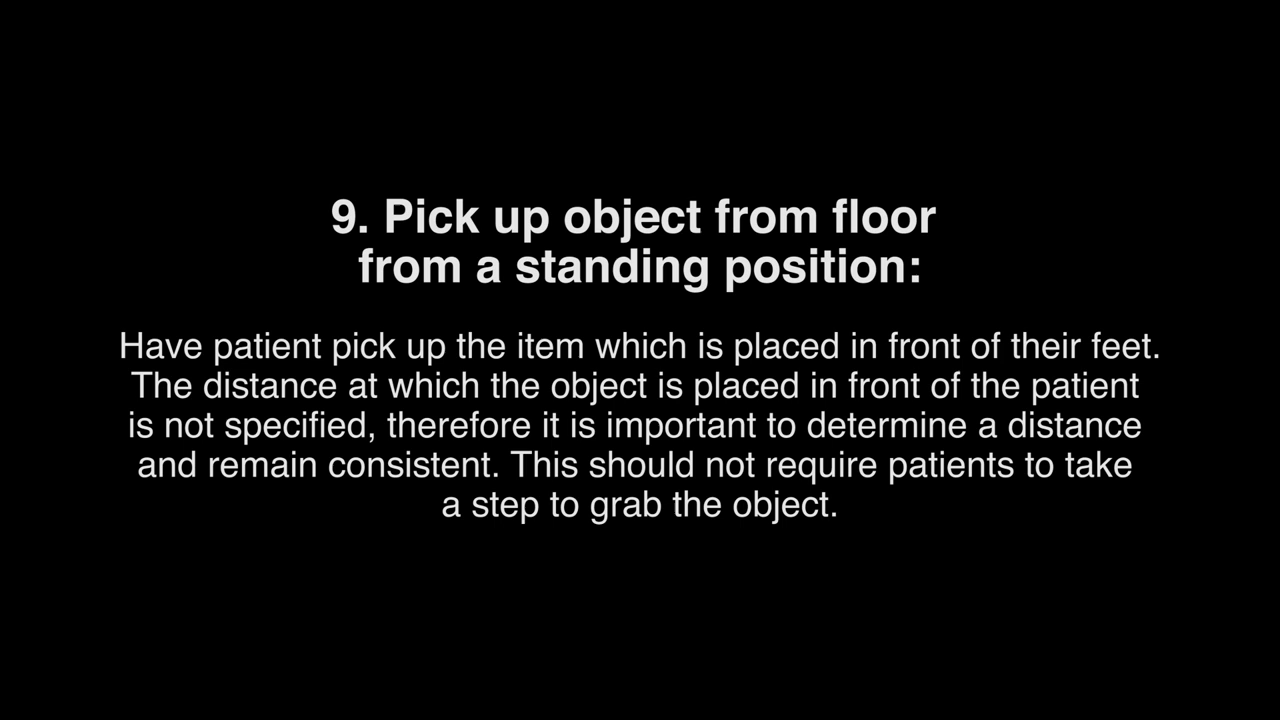 9. Pick up object from floor
from a standing position:
Have patient pick up the item which is placed in front of their feet.
The distance at which the object is placed in front of the patient
is not specified, therefore it is important to determine a distance
and remain consistent. This should not require patients to take
a step to grab the object.